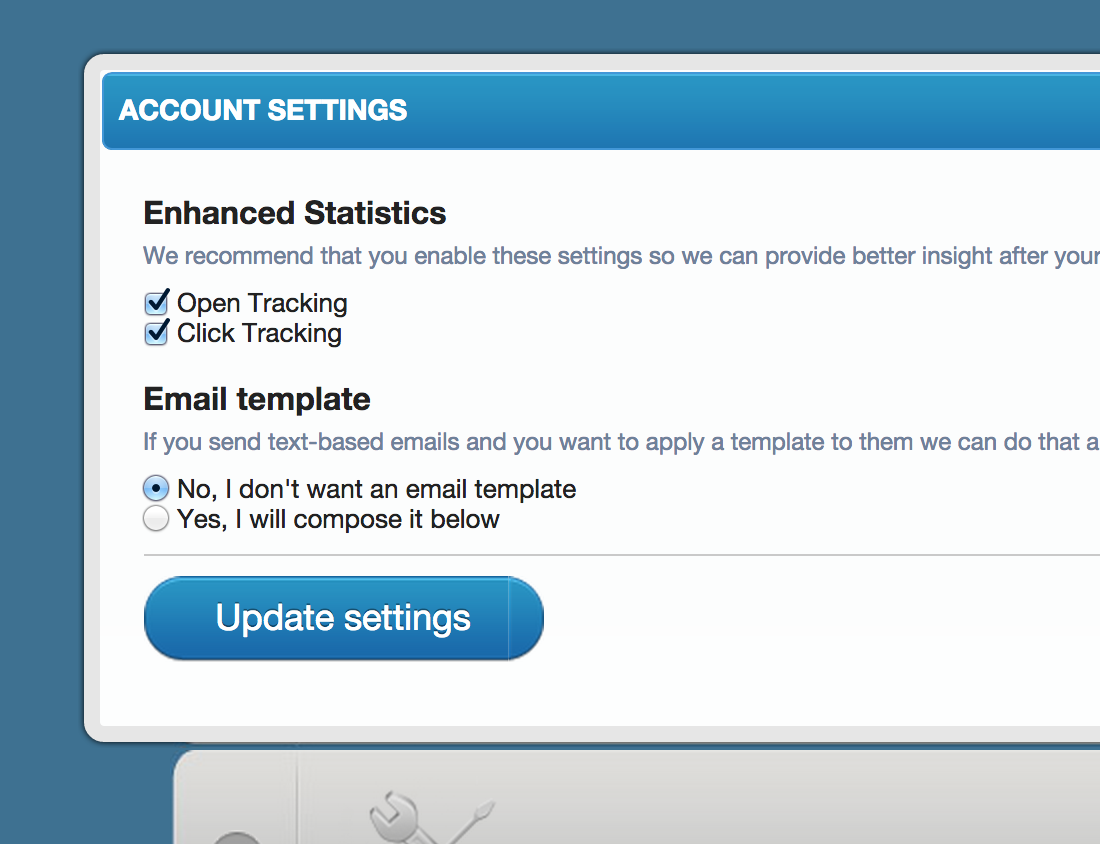 ACCOUNT SETTINGS
Enhanced Statistics
We recommend that you enable these settings so we can provide better insight after your
Open Tracking
Click Tracking
Email template
If you send text-based emails and you want to apply a template to them we can do that a
No, I don't want an email template
Yes, I will compose it below
Update settings